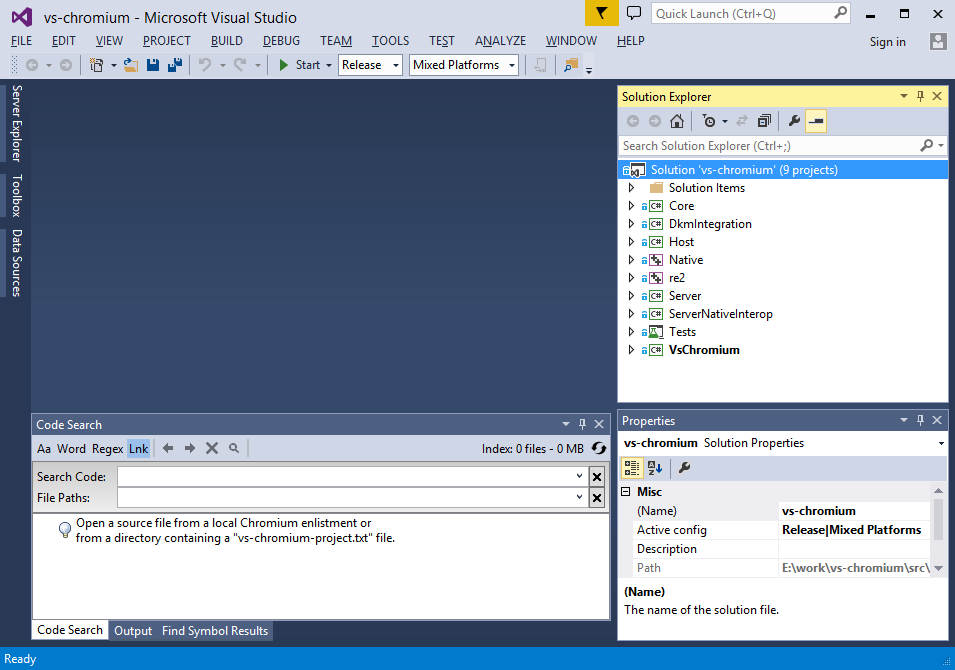 vs-chromium - Microsoft Visual Studio
Quick Launch (Ctrl+Q)
FILE EDIT VIEW PROJECT BUILD DEBUG TEAM TOOLS TEST ANALYZE WINDOW HELP
Sign in
Start Release Mixed Platforms
Server Explorer
Toolbox
Data Sources
Solution Explorer
Search Solution Explorer (Ctrl+;)
Solution 'vs-chromium' (9 projects)
Solution Items
C# Core
C# DkmIntegration
C# Host
Native
re2
C# Server
C# ServerNativeInterop
Tests
C# VsChromium
Code Search
Aa Word Regex Lnk
Index: 0 files - 0 MB
Search Code:
File Paths:
Open a source file from a local Chromium enlistment or
from a directory containing a "vs-chromium-project.txt" file.
Code Search Output Find Symbol Results
Properties
vs-chromium Solution Properties
Misc
(Name) vs-chromium
Active config Release|Mixed Platforms
Description
Path E:\work\vs-chromium\src\
(Name)
The name of the solution file.
Ready